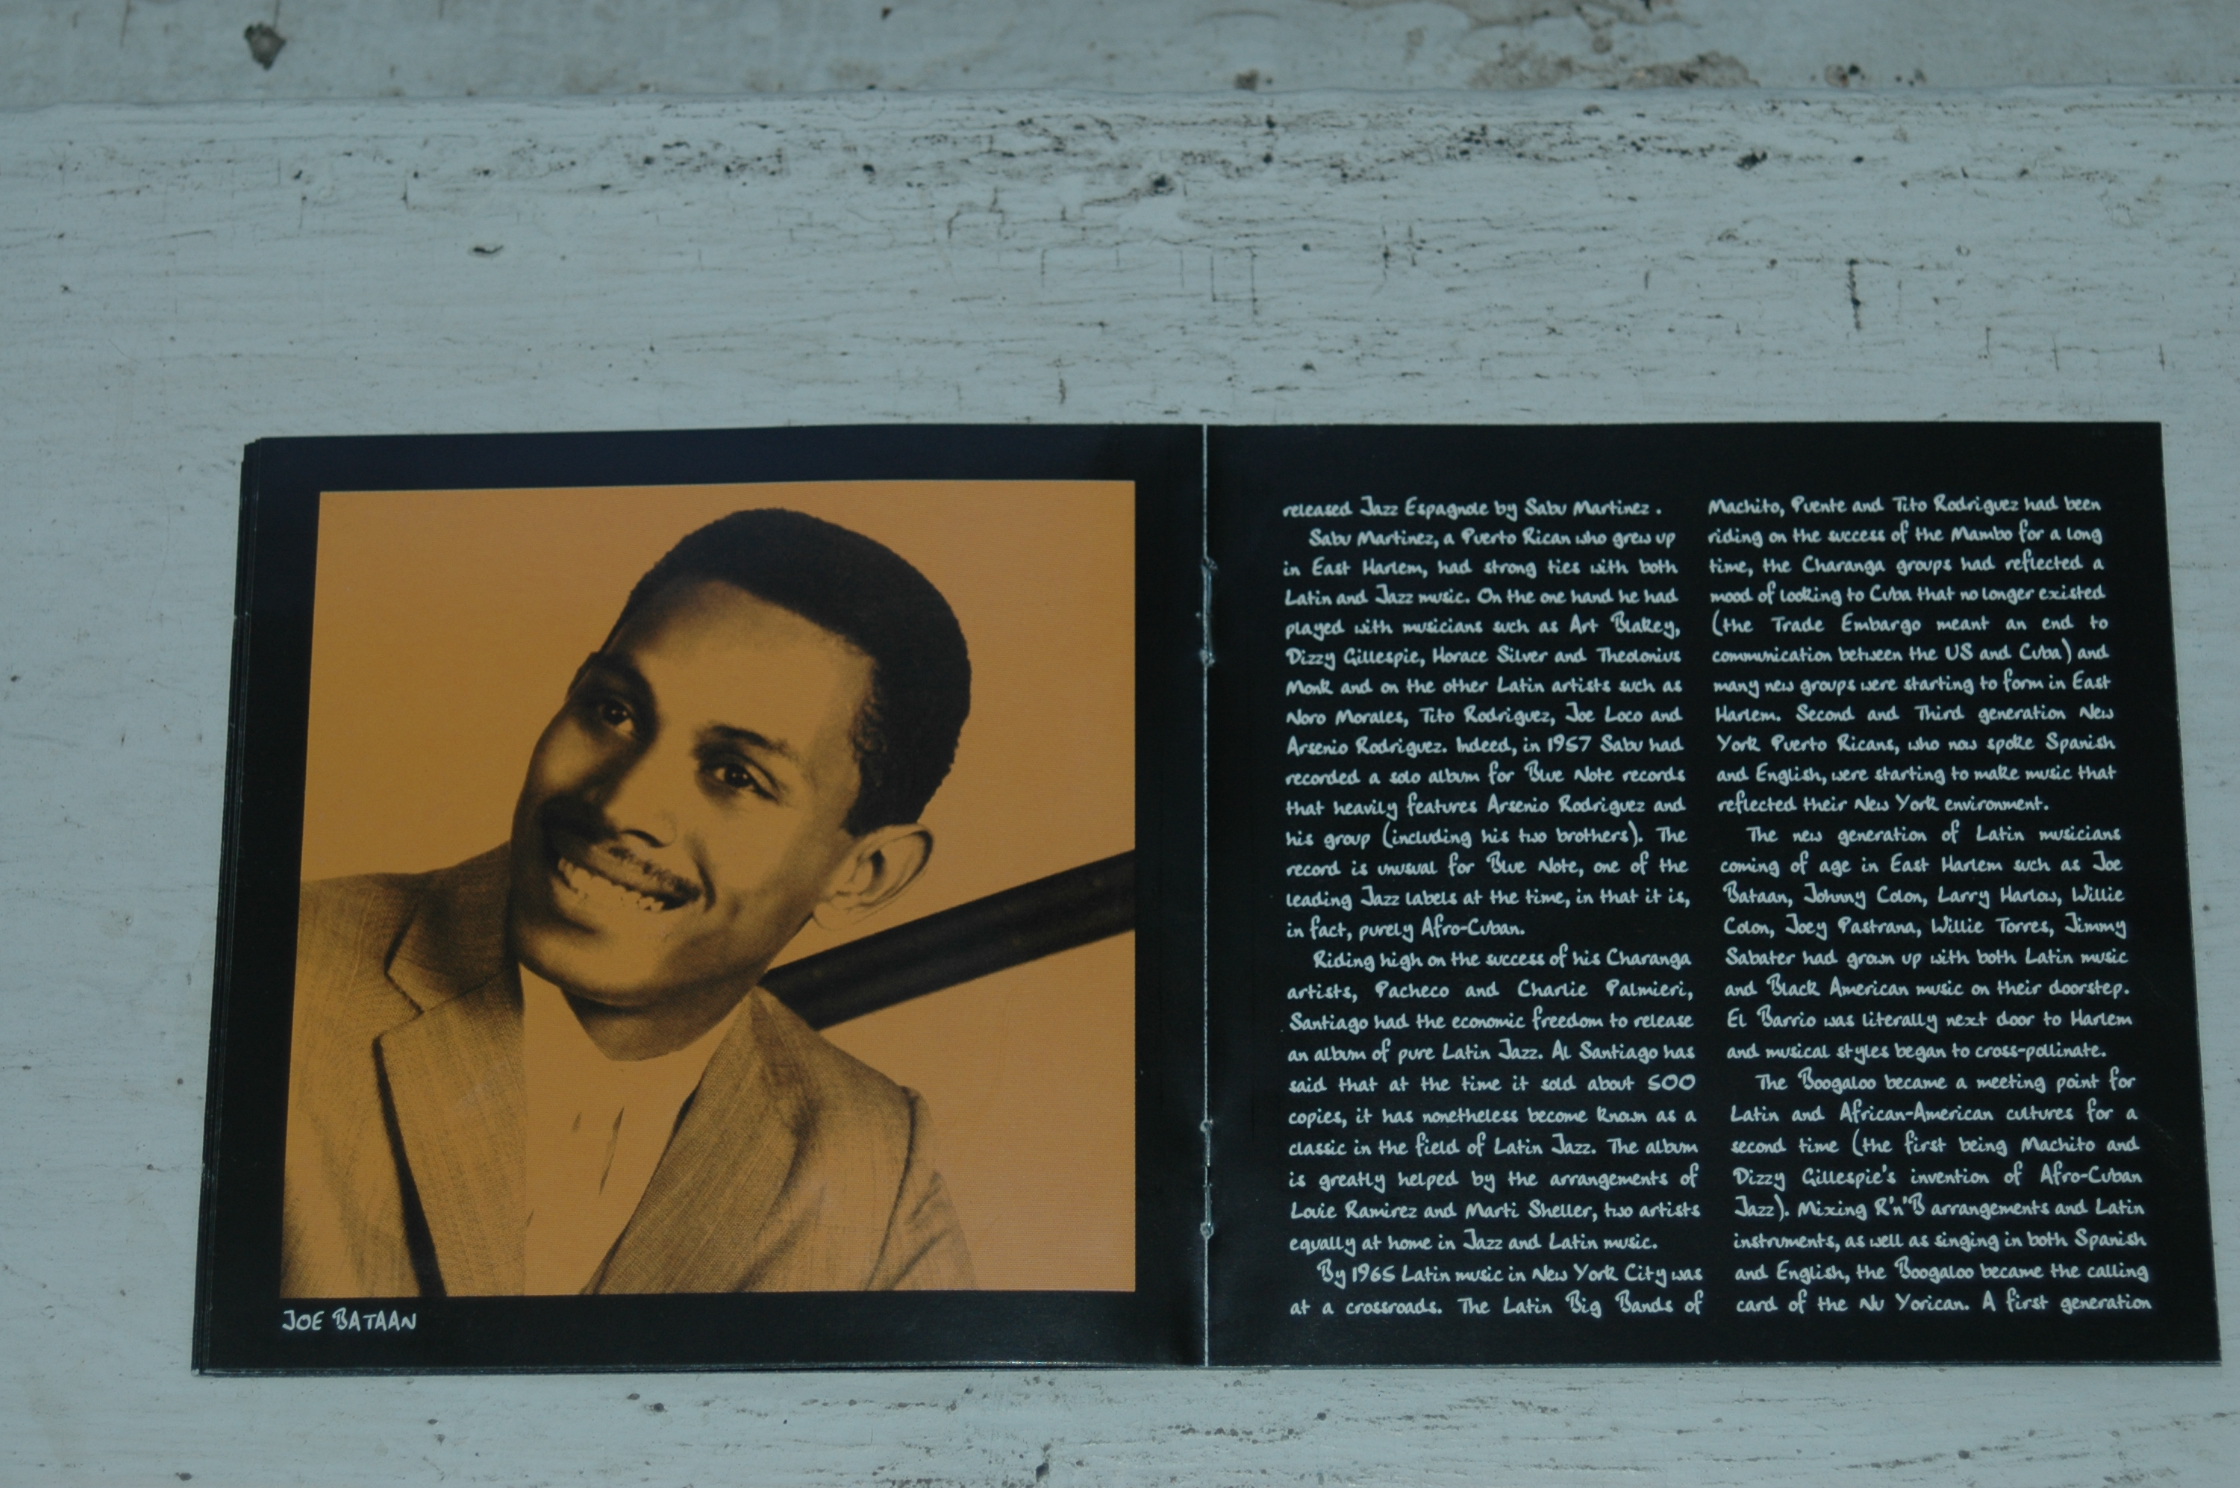 JOE BATAAN
released Jazz Espagnole by Sabu Martinez .
Sabu Martinez, a Puerto Rican who grew up
in East Harlem, had strong ties with both
Latin and Jazz music. On the one hand he had
played with musicians such as Art Blakey,
Dizzy Gillespie, Horace Silver and Theolonius
Monk and on the other Latin artists such as
Noro Morales, Tito Rodriguez, Joe Loco and
Arsenio Rodriguez. Indeed, in 1957 Sabu had
recorded a solo album for Blue Note records
that heavily features Arsenio Rodriguez and
his group (including his two brothers). The
record is unusual for Blue Note, one of the
leading Jazz labels at the time, in that it is,
in fact, purely Afro-Cuban.
Riding high on the success of his Charanga
artists, Pacheco and Charlie Palmieri,
Santiago had the economic freedom to release
an album of pure Latin Jazz. Al Santiago has
said that at the time it sold about 500
copies, it has nonetheless become known as a
classic in the field of Latin Jazz. The album
is greatly helped by the arrangements of
Louie Ramirez and Marti Sheller, two artists
equally at home in Jazz and Latin music.
By 1965 Latin music in New York City was
at a crossroads. The Latin Big Bands of
Machito, Puente and Tito Rodriguez had been
riding on the success of the Mambo for a long
time, the Charanga groups had reflected a
mood of looking to Cuba that no longer existed
(the Trade Embargo meant an end to
communication between the US and Cuba) and
many new groups were starting to form in East
Harlem. Second and Third generation New
York Puerto Ricans, who now spoke Spanish
and English, were starting to make music that
reflected their New York environment.
The new generation of Latin musicians
coming of age in East Harlem such as Joe
Bataan, Johnny Colon, Larry Harlow, Willie
Colon, Joey Pastrana, Willie Torres, Jimmy
Sabater had grown up with both Latin music
and Black American music on their doorstep.
El Barrio was literally next door to Harlem
and musical styles began to cross-pollinate.
The Boogaloo became a meeting point for
Latin and African-American cultures for a
second time (the first being Machito and
Dizzy Gillespie's invention of Afro-Cuban
Jazz). Mixing R'n'B arrangements and Latin
instruments, as well as singing in both Spanish
and English, the Boogaloo became the calling
card of the Nu Yorican. A first generation